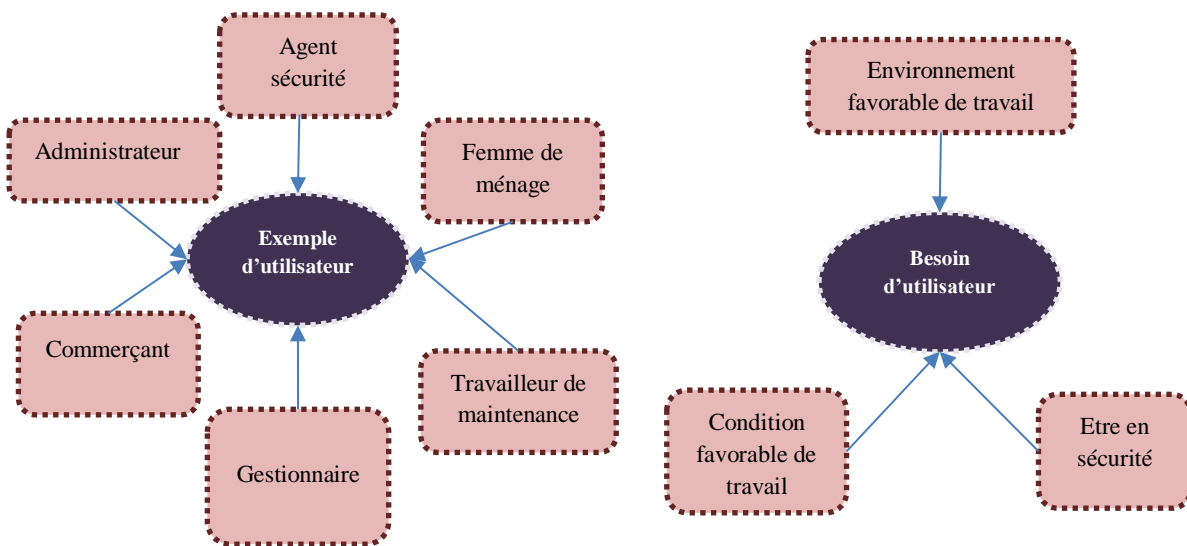 Agent
sécurité
Administrateur
Femme de
ménage
Exemple
d'utilisateur
Commerçant
Travailleur de
maintenance
Gestionnaire
Environnement
favorable de travail
Besoin
d'utilisateur
Condition
favorable de
travail
Etre en
sécurité